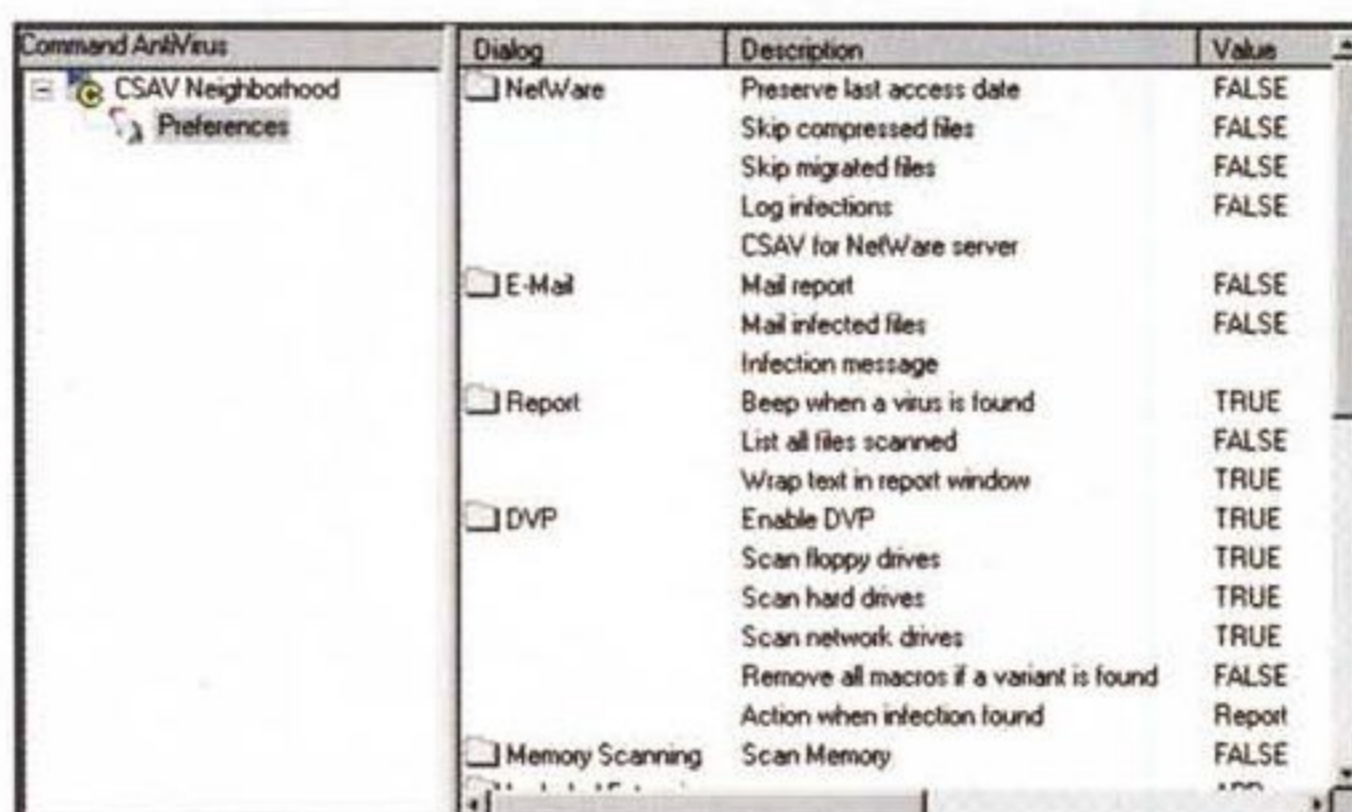 Command AntiVirus
CSAV Neighborhood
Preferences
Dialog Description Value
NetWare Preserve last access date FALSE
Skip compressed files FALSE
Skip migrated files FALSE
Log infections FALSE
CSAV for NetWare server
E-Mail Mail report FALSE
Mail infected files FALSE
Infection message
Report Beep when a virus is found TRUE
List all files scanned FALSE
Wrap text in report window TRUE
DVP Enable DVP TRUE
Scan floppy drives TRUE
Scan hard drives TRUE
Scan network drives TRUE
Remove all macros if a variant is found FALSE
Action when infection found Report
Memory Scanning Scan Memory FALSE